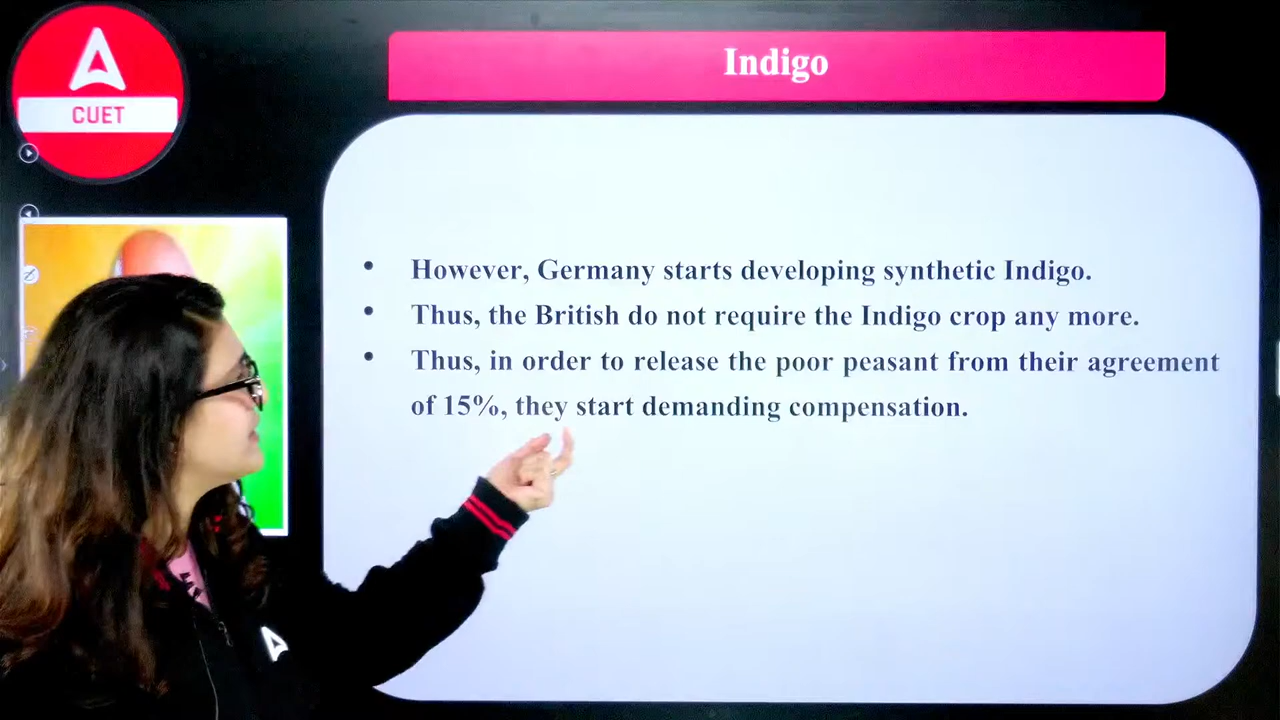 CUET
Indigo
• However, Germany starts developing synthetic Indigo.
• Thus, the British do not require the Indigo crop any more.
• Thus, in order to release the poor peasant from their agreement
of 15%, they start demanding compensation.